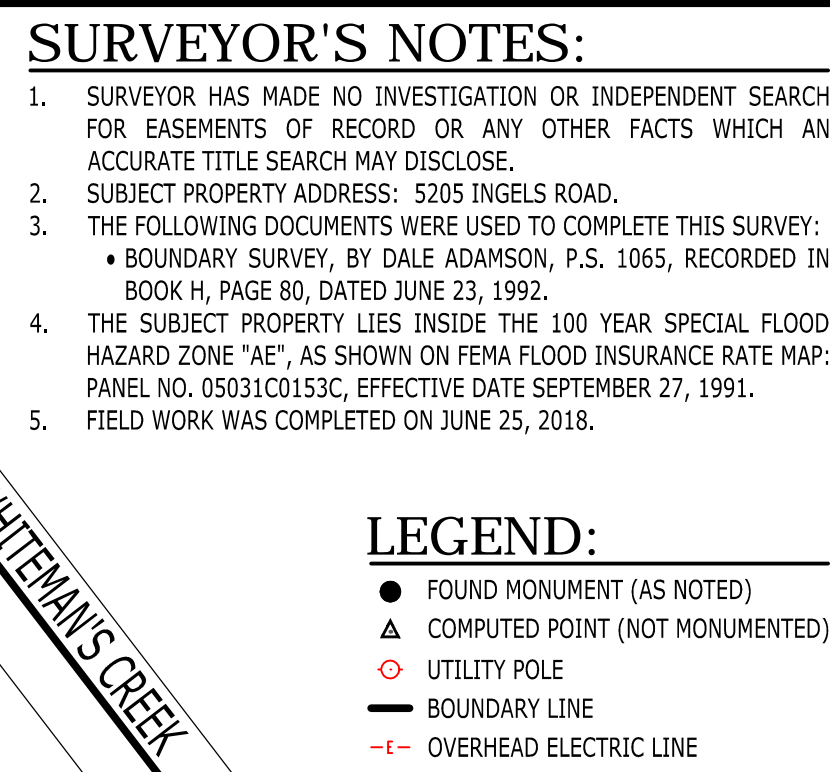 SURVEYOR'S NOTES:
1. SURVEYOR HAS MADE NO INVESTIGATION OR INDEPENDENT SEARCH
FOR EASEMENTS OF RECORD OR ANY OTHER FACTS WHICH AN
ACCURATE TITLE SEARCH MAY DISCLOSE.
2. SUBJECT PROPERTY ADDRESS: 5205 INGELS ROAD.
3. THE FOLLOWING DOCUMENTS WERE USED TO COMPLETE THIS SURVEY:
• BOUNDARY SURVEY, BY DALE ADAMSON, P.S. 1065, RECORDED IN
BOOK H, PAGE 80, DATED JUNE 23, 1992.
4. THE SUBJECT PROPERTY LIES INSIDE THE 100 YEAR SPECIAL FLOOD
HAZARD ZONE "AE", AS SHOWN ON FEMA FLOOD INSURANCE RATE MAP:
PANEL NO. 05031C0153C, EFFECTIVE DATE SEPTEMBER 27, 1991.
5. FIELD WORK WAS COMPLETED ON JUNE 25, 2018.
HITEMAN'S CREEK
LEGEND:
FOUND MONUMENT (AS NOTED)
COMPUTED POINT (NOT MONUMENTED)
UTILITY POLE
BOUNDARY LINE
–E– OVERHEAD ELECTRIC LINE